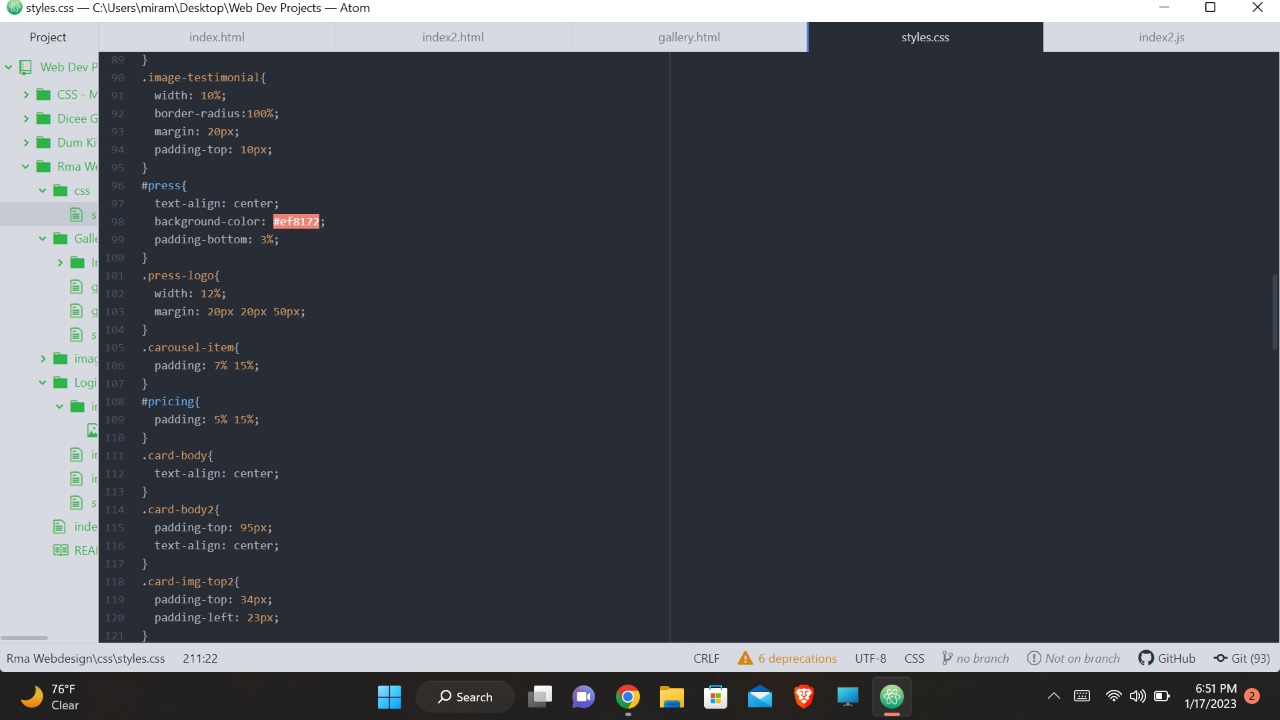 styles.css — C:\Users\miram\Desktop\Web Dev Projects — Atom
Project
index.html
index2.html
gallery.html
styles.css
index2.js
Web Dev P
CSS - M
Dicee G
Dum Ki
Rma We
css
s
Galle
In
g
g
s
imag
Logi
in
in
in
s
inde
REA
89 }
90 .image-testimonial{
91 width: 10%;
92 border-radius:100%;
93 margin: 20px;
94 padding-top: 10px;
95 }
96 #press{
97 text-align: center;
98 background-color: #ef8172;
99 padding-bottom: 3%;
100 }
101 .press-logo{
102 width: 12%;
103 margin: 20px 20px 50px;
104 }
105 .carousel-item{
106 padding: 7% 15%;
107 }
108 #pricing{
109 padding: 5% 15%;
110 }
111 .card-body{
112 text-align: center;
113 }
114 .card-body2{
115 padding-top: 95px;
116 text-align: center;
117 }
118 .card-img-top2{
119 padding-top: 34px;
120 padding-left: 23px;
121 }
Rma Webdesign\css\styles.css 211:22
CRLF 6 deprecations UTF-8 CSS no branch Not on branch GitHub Git (93)
76°F
Clear
Search
6:51 PM
1/17/2023
2